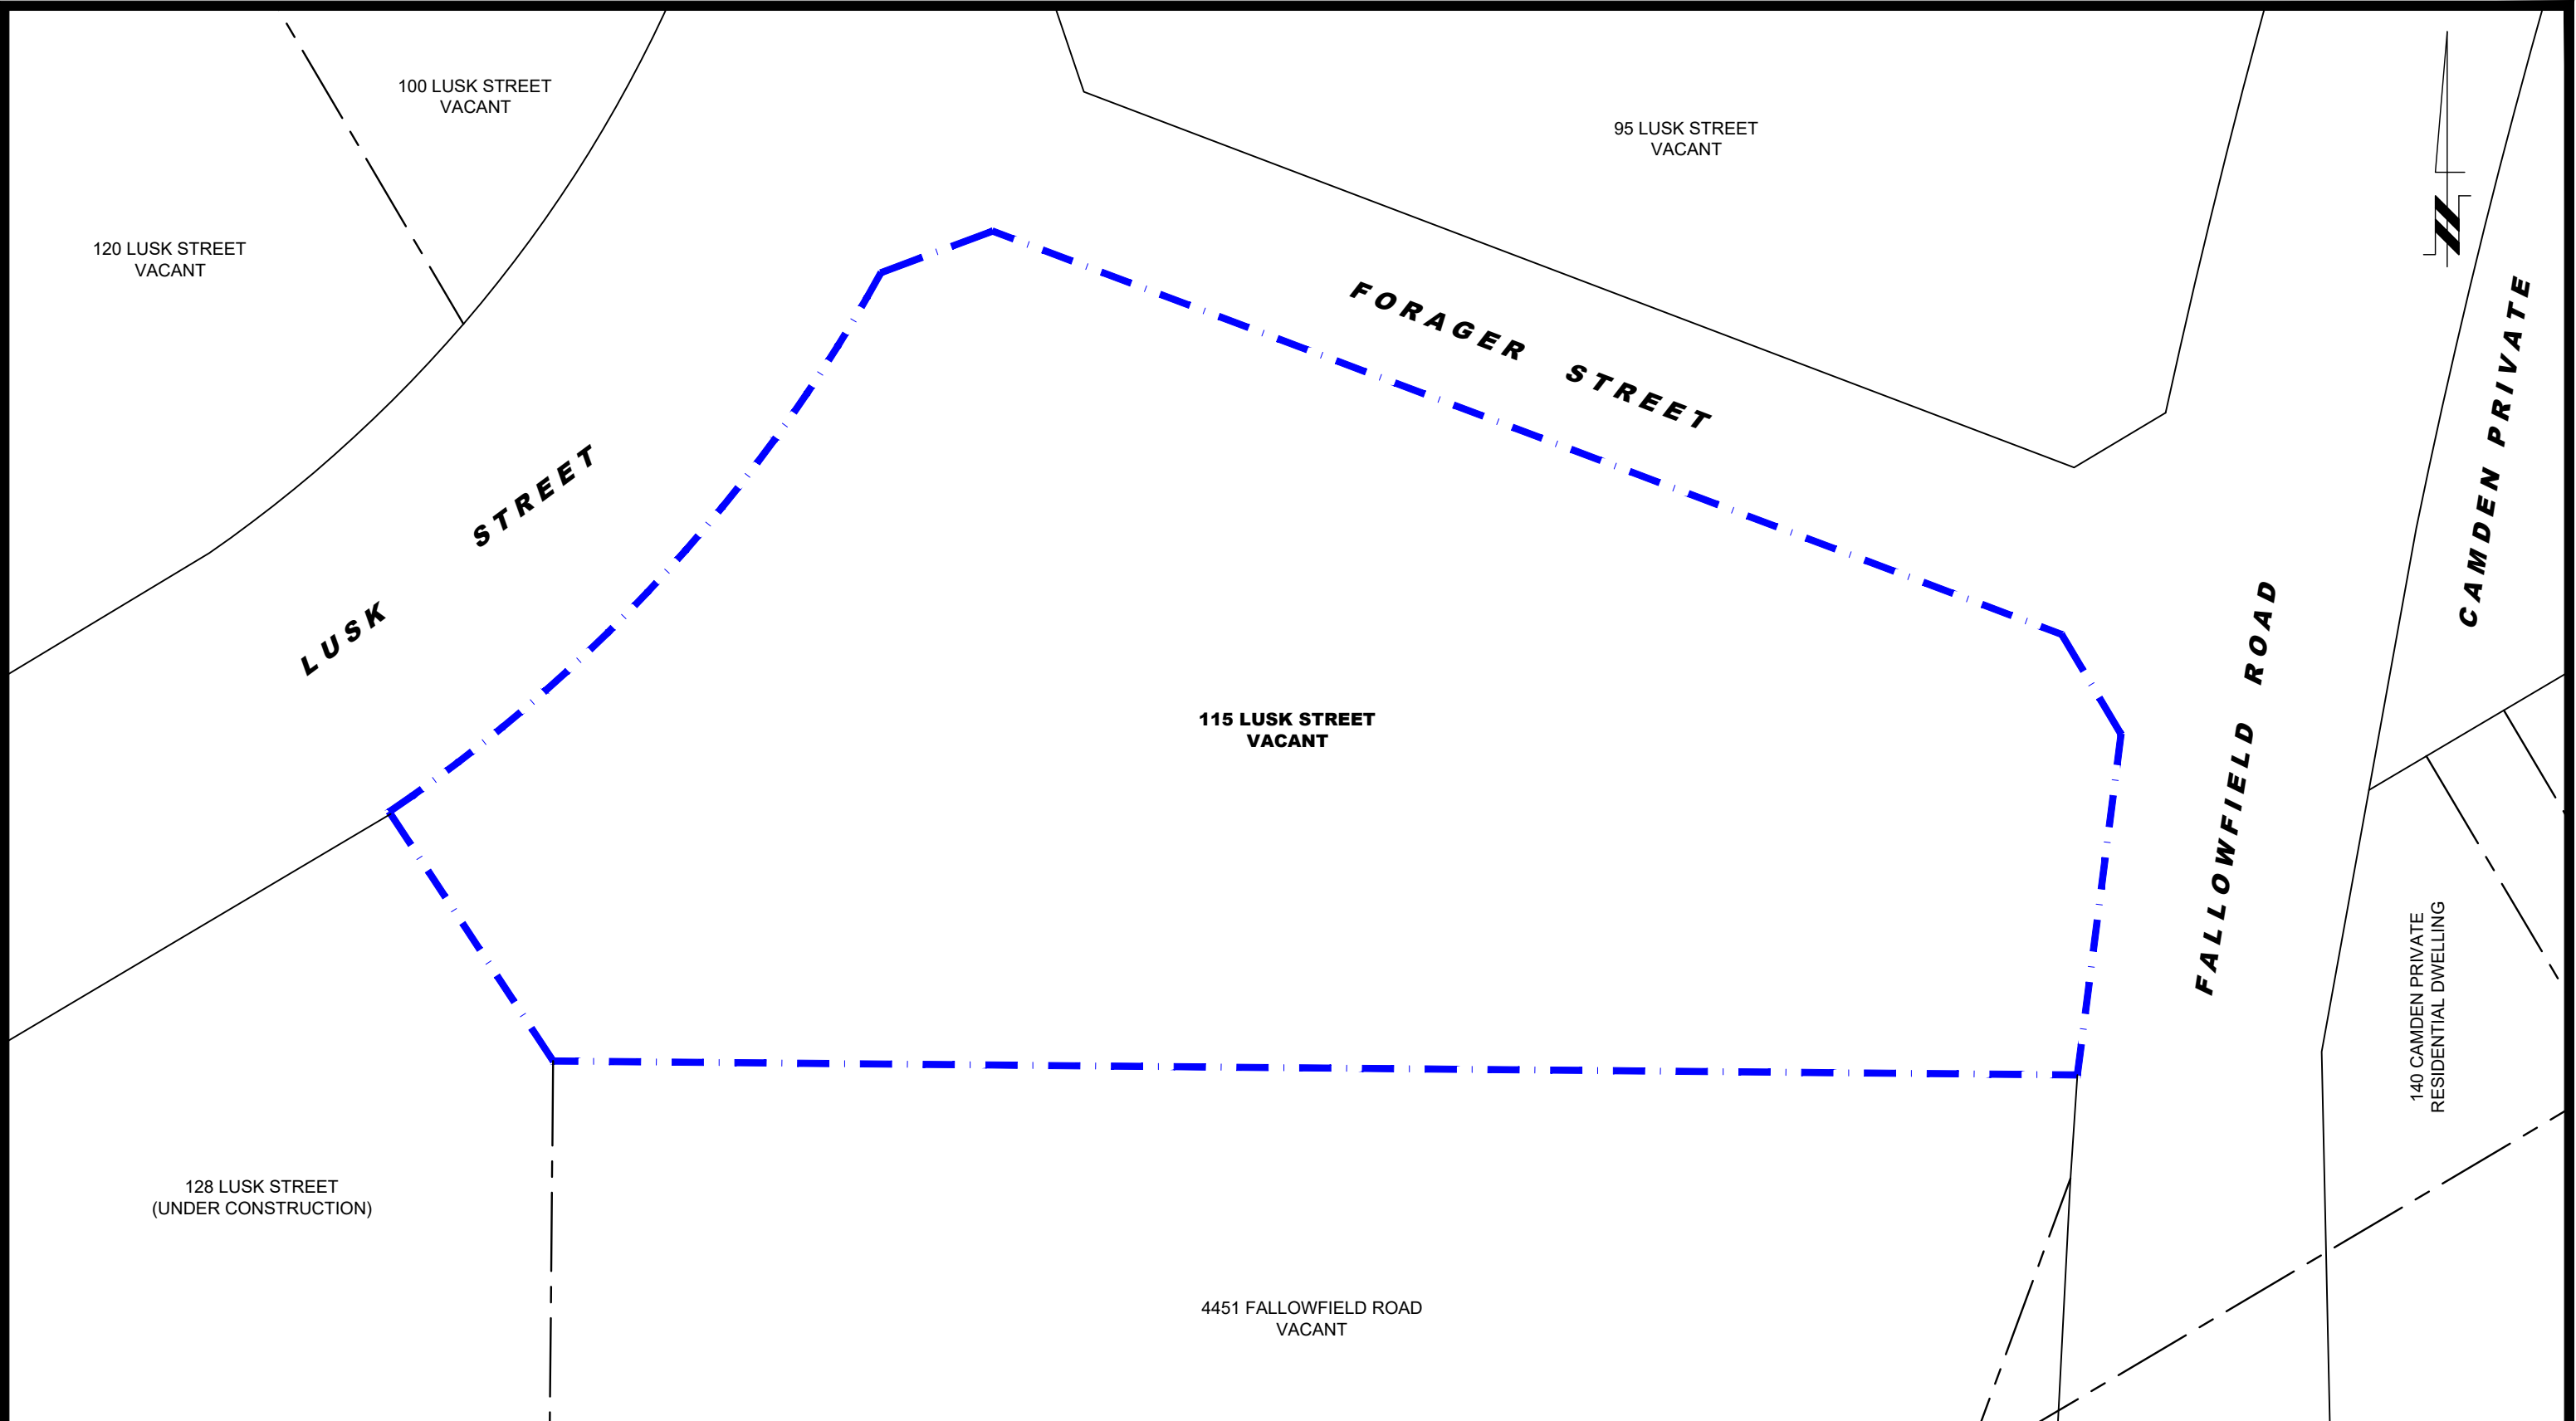 100 LUSK STREET
VACANT
95 LUSK STREET
VACANT
120 LUSK STREET
VACANT
N
FORAGER STREET
CAMDEN PRIVATE
LUSK STREET
FALLOWFIELD ROAD
115 LUSK STREET
VACANT
140 CAMDEN PRIVATE
RESIDENTIAL DWELLING
128 LUSK STREET
(UNDER CONSTRUCTION)
4451 FALLOWFIELD ROAD
VACANT